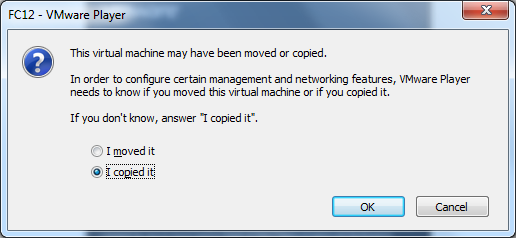 FC12 - VMware Player
This virtual machine may have been moved or copied.
In order to configure certain management and networking features, VMware Player
needs to know if you moved this virtual machine or if you copied it.
If you don't know, answer "I copied it".
I moved it
I copied it
OK
Cancel